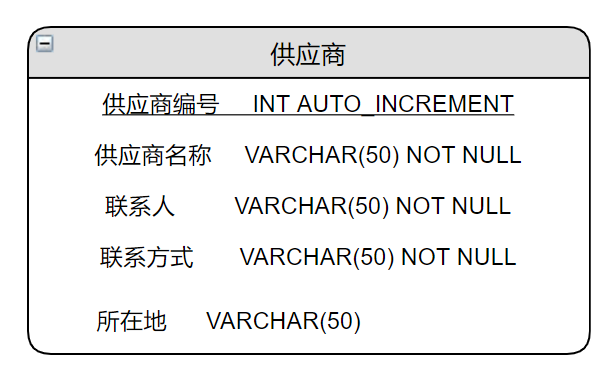 供应商
供应商编号 INT AUTO_INCREMENT
供应商名称 VARCHAR(50) NOT NULL
联系人 VARCHAR(50) NOT NULL
联系方式 VARCHAR(50) NOT NULL
所在地 VARCHAR(50)